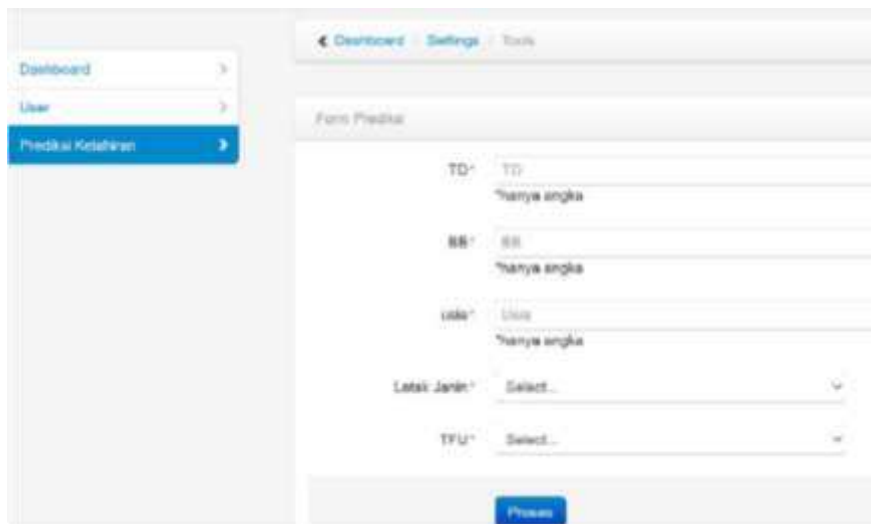 Dashboard
User
Prediksi Kelahiran
Dashboard / Settings / Tools
Form Prediksi
TD*
TD
*hanya angka
BB*
BB
*hanya angka
usia*
Usia
*hanya angka
Letak Janin*
Select...
TFU*
Select...
Proses